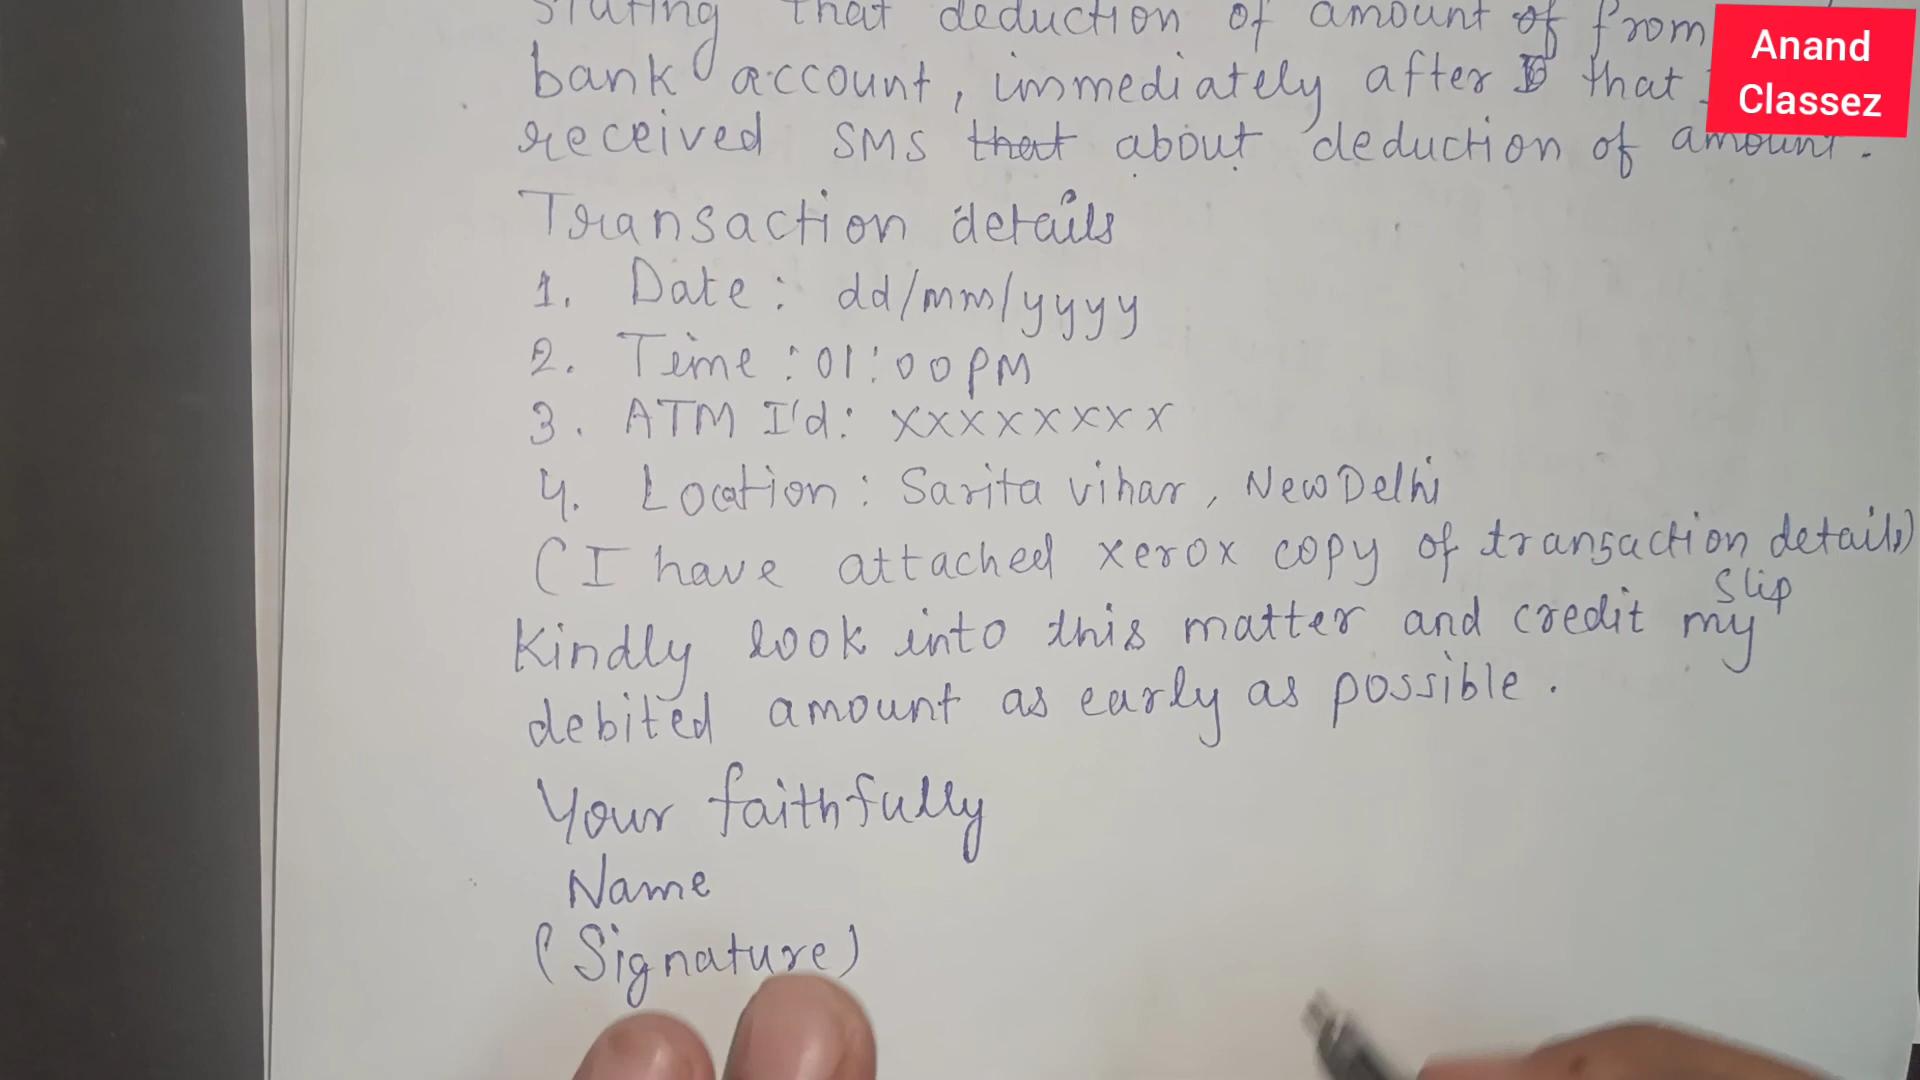 stating that deduction of amount of from
bank account, immediately after that
received SMS that about deduction of amount.
Transaction details
1. Date: dd/mm/yyyy
2. Time: 01:00PM
3. ATM I'd: xxxxxxxx
4. Location: Sarita vihar, New Delhi
(I have attached xerox copy of transaction details)
slip
Kindly look into this matter and credit my
debited amount as early as possible.
Your faithfully
Name
(Signature)
Anand
Classez